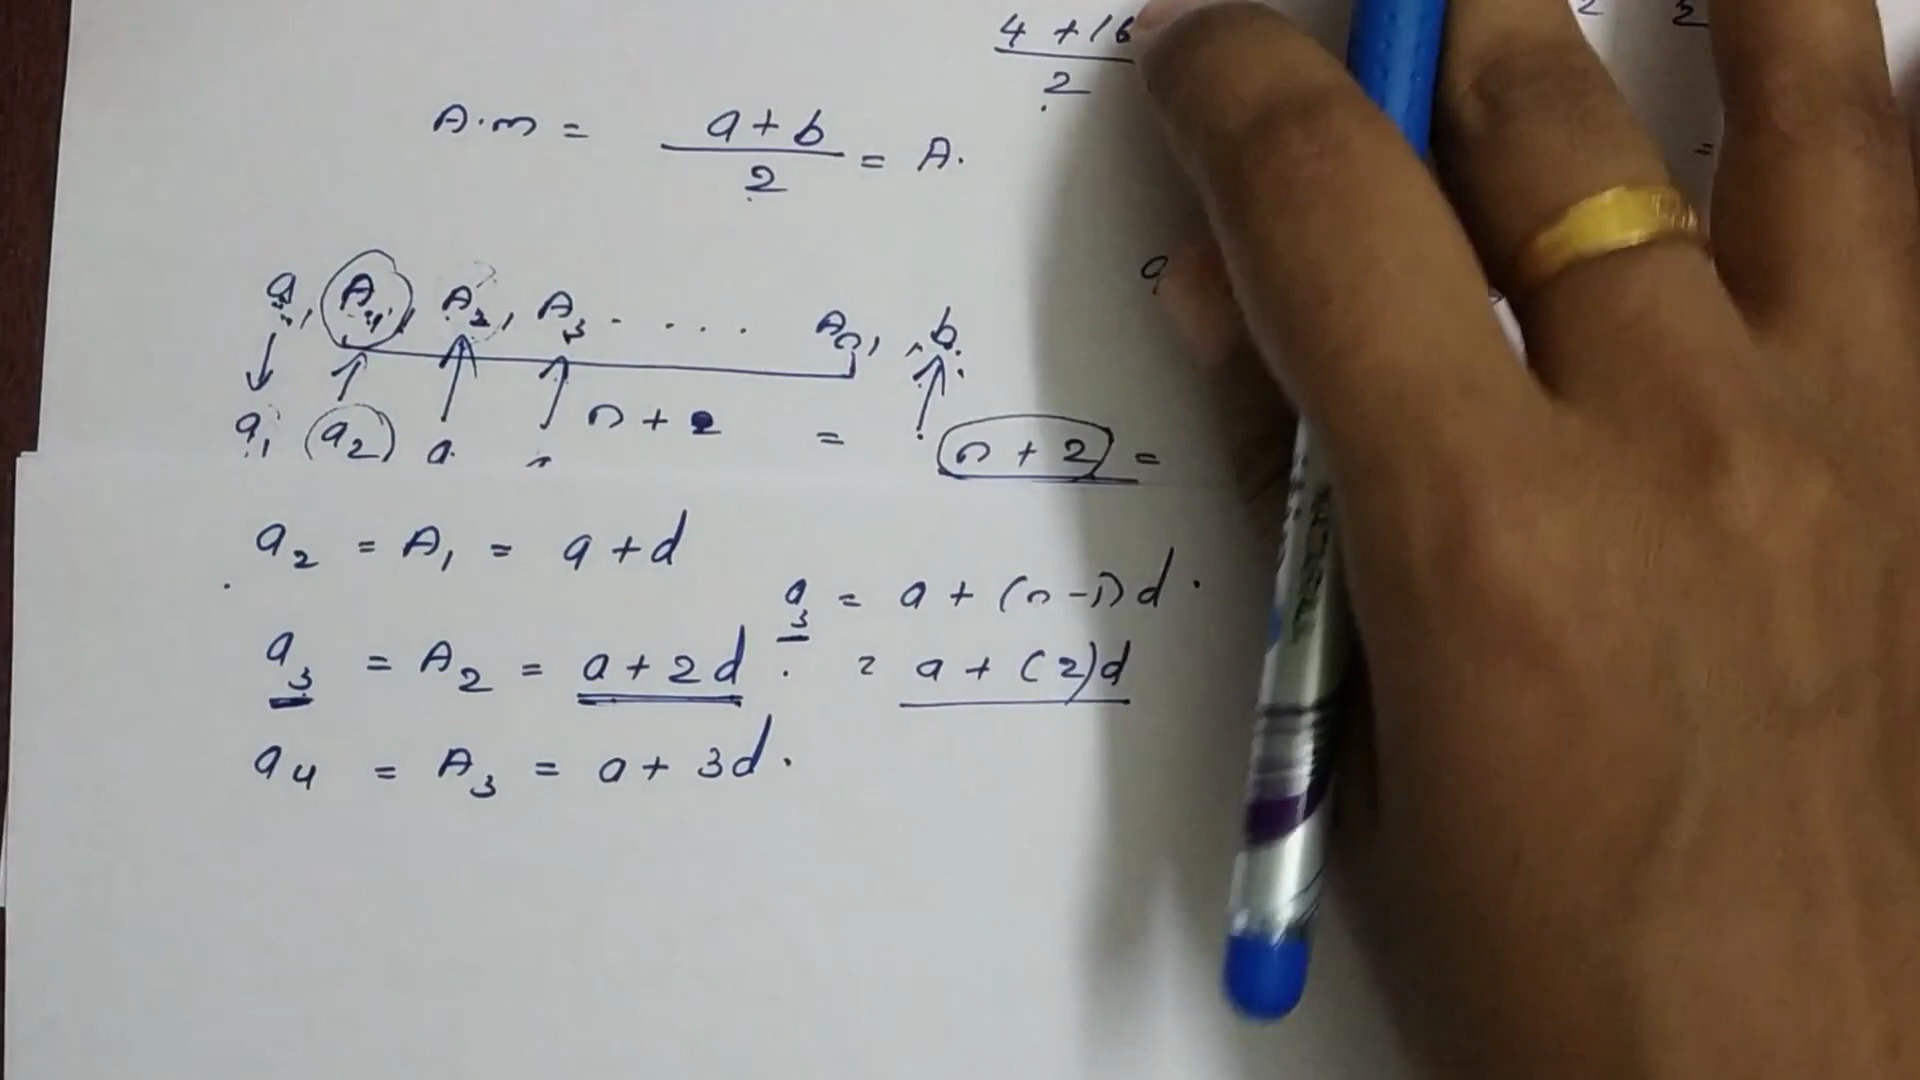 4 + 16
2
A.m = a + b / 2 = A.
a, A1, A2, A3 . . . . An, b.
a1 a2 a n + 2 = n + 2 =
a2 = A1 = a + d
a3 = a + (n - 1)d.
a3 = A2 = a + 2d . = a + (2)d
a4 = A3 = a + 3d.